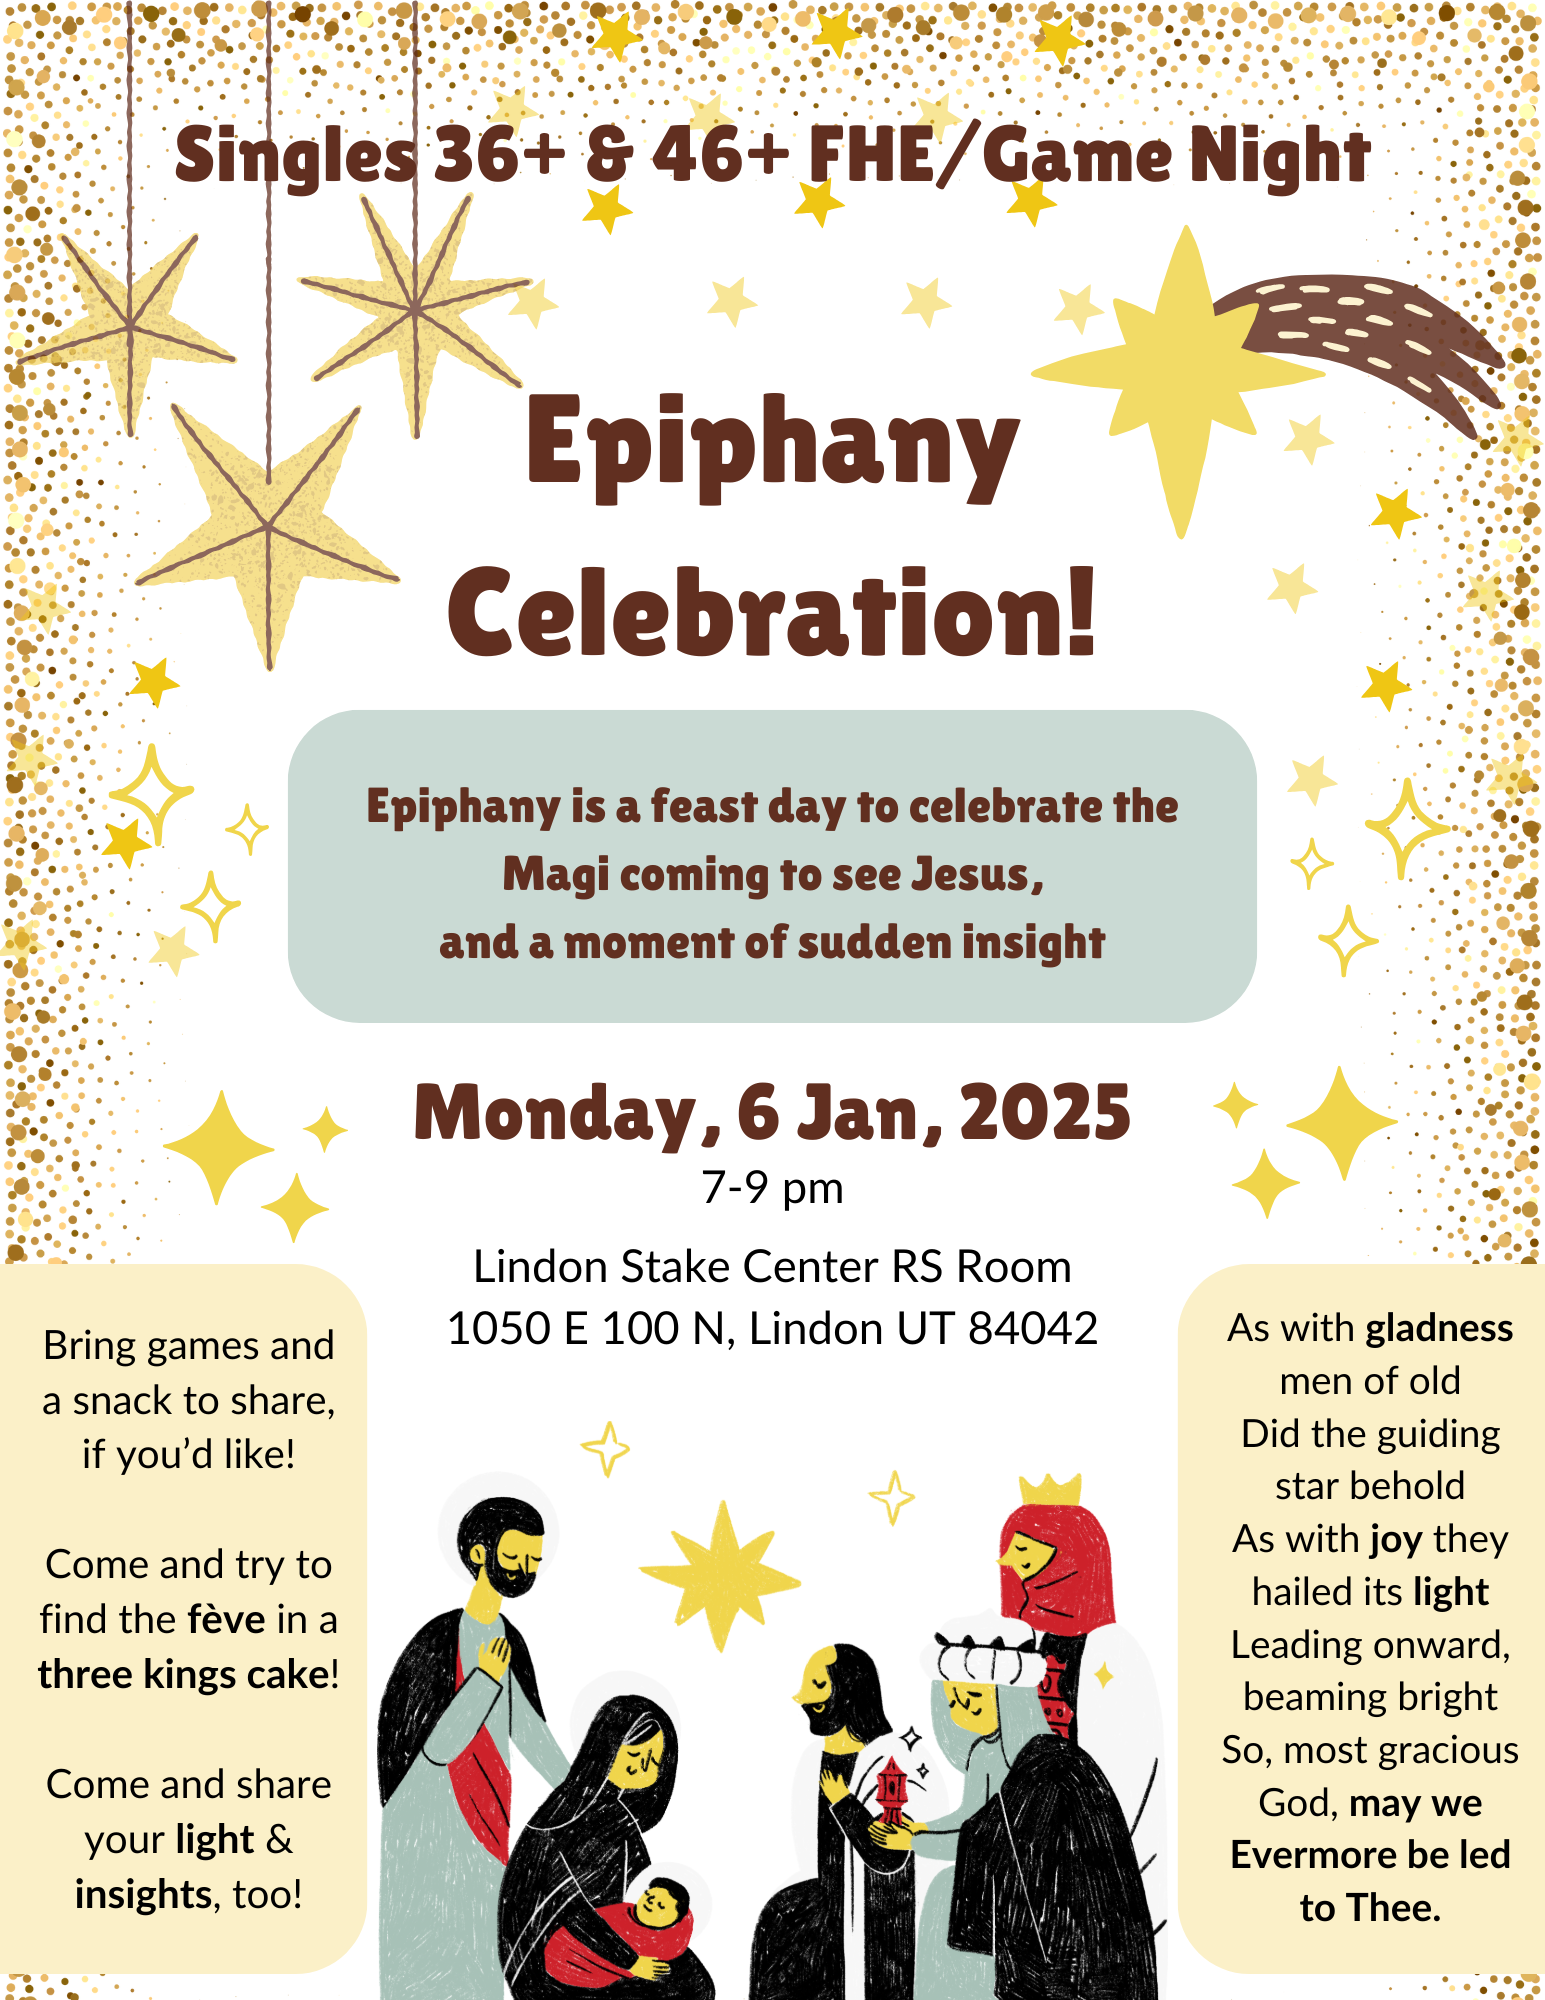 Singles 36+ & 46+ FHE/Game Night
Epiphany
Celebration!
Epiphany is a feast day to celebrate the
Magi coming to see Jesus,
and a moment of sudden insight
Monday, 6 Jan, 2025
7-9 pm
Lindon Stake Center RS Room
1050 E 100 N, Lindon UT 84042
Bring games and
a snack to share,
if you’d like!
Come and try to
find the fève in a
three kings cake!
Come and share
your light &
insights, too!
As with gladness
men of old
Did the guiding
star behold
As with joy they
hailed its light
Leading onward,
beaming bright
So, most gracious
God, may we
Evermore be led
to Thee.